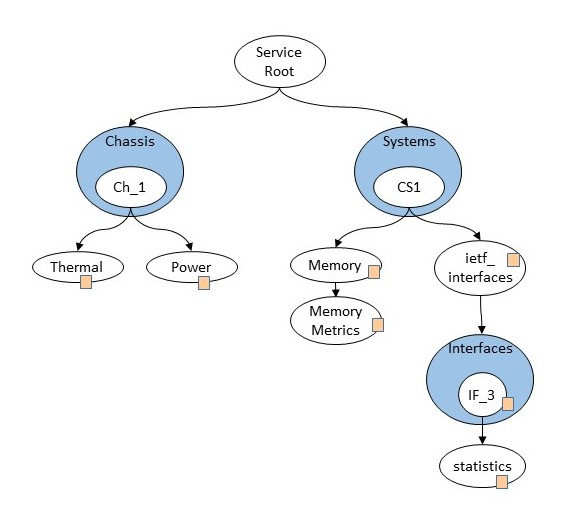 Service
Root
Chassis
Systems
Ch_1
CS1
Thermal
Power
Memory
ietf_
interfaces
Memory
Metrics
Interfaces
IF_3
statistics